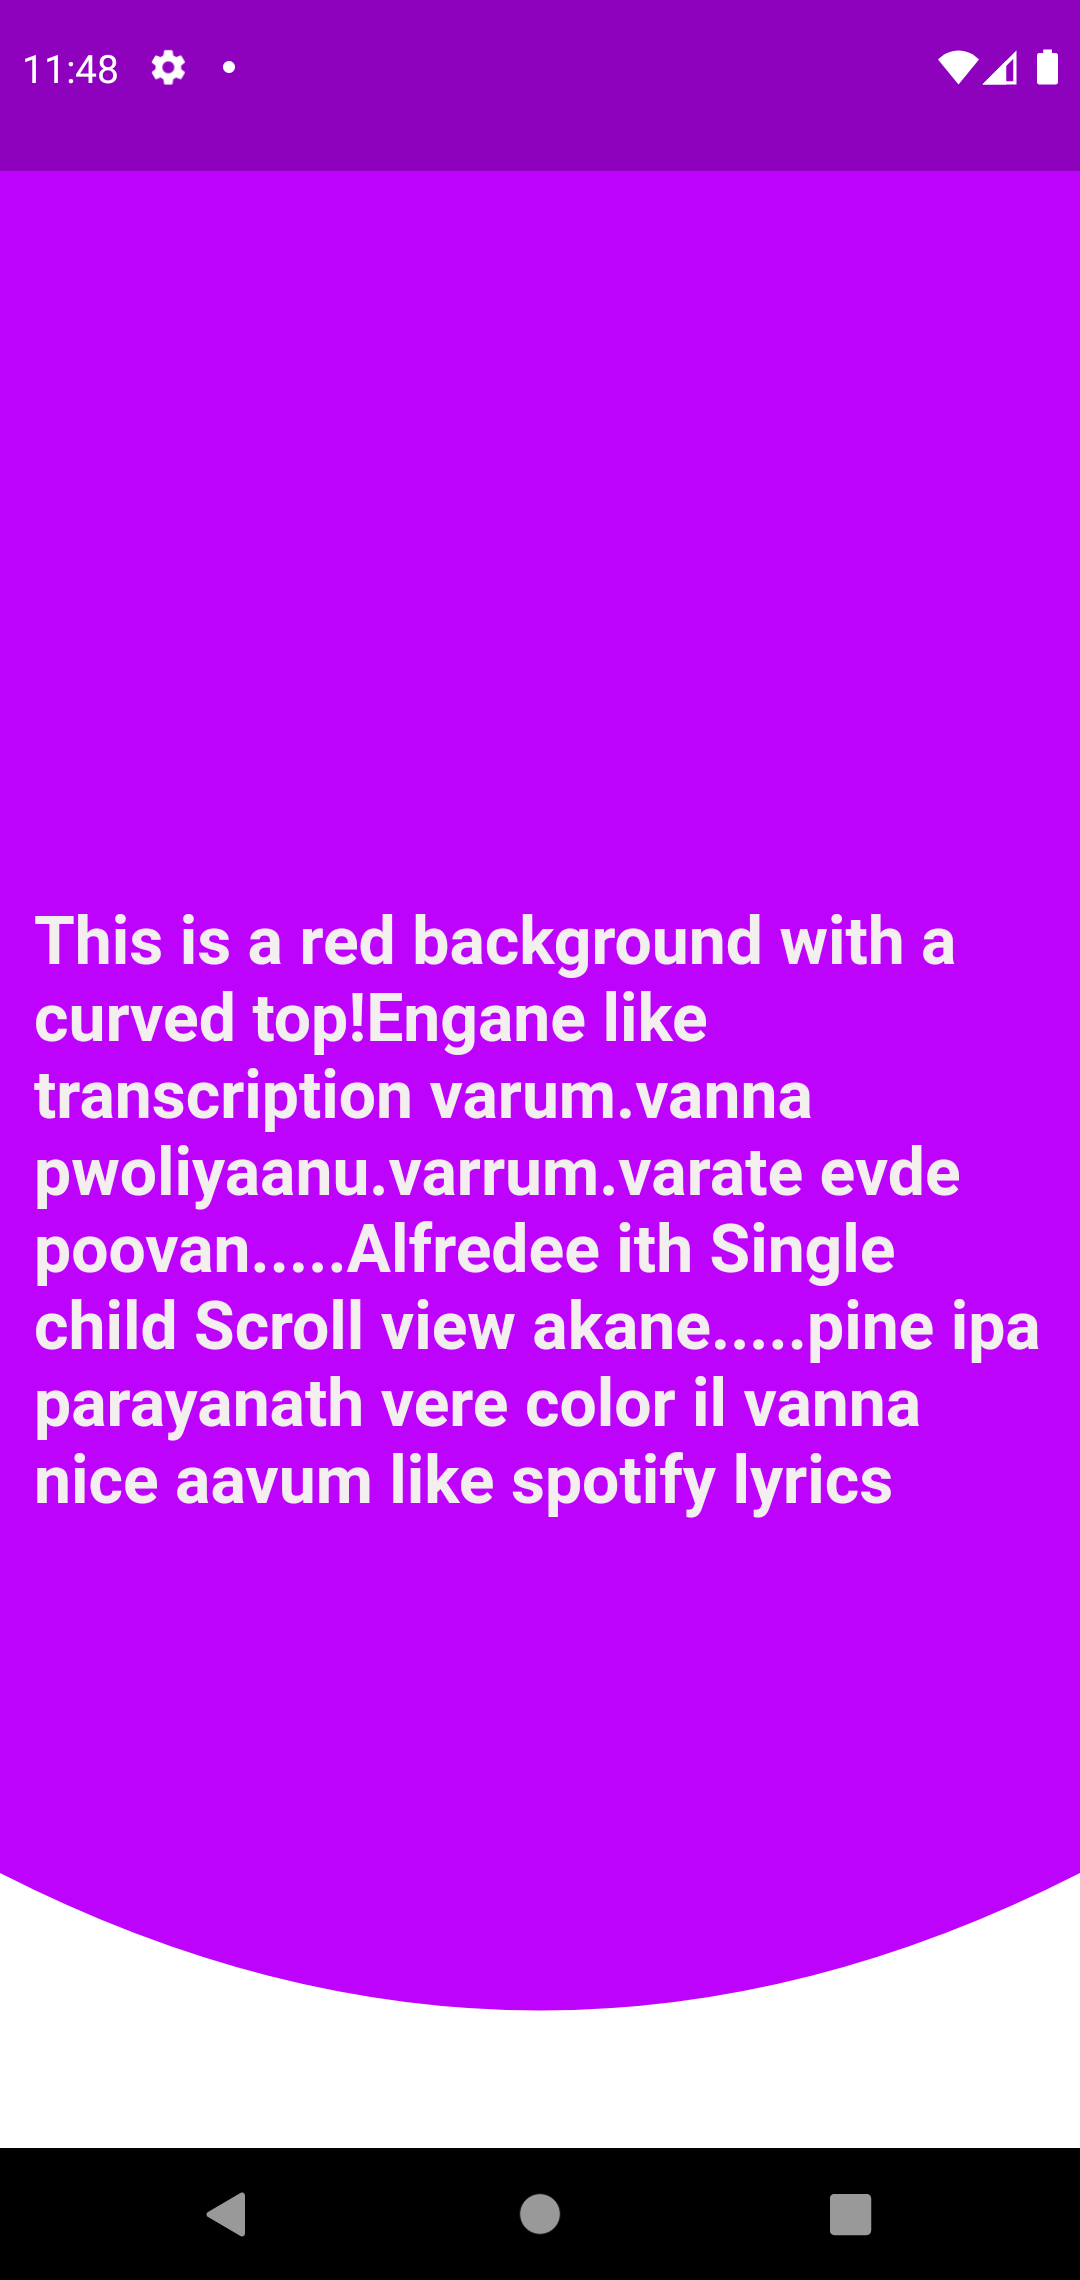 11:48
This is a red background with a
curved top!Engane like
transcription varum.vanna
pwoliyaanu.varrum.varate evde
poovan.....Alfredee ith Single
child Scroll view akane.....pine ipa
parayanath vere color il vanna
nice aavum like spotify lyrics